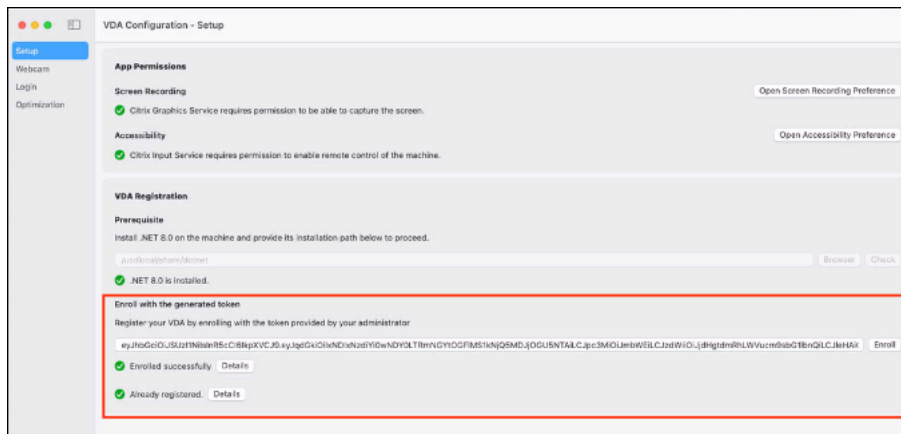 VDA Configuration - Setup
Setup
Webcam
Login
Optimization
App Permissions
Screen Recording
Open Screen Recording Preference
Citrix Graphics Service requires permission to be able to capture the screen.
Accessibility
Open Accessibility Preference
Citrix Input Service requires permission to enable remote control of the machine.
VDA Registration
Prerequisite
Install .NET 8.0 on the machine and provide its installation path below to proceed.
/usr/local/share/dotnet
Browser Check
.NET 8.0 is installed.
Enroll with the generated token
Register your VDA by enrolling with the token provided by your administrator
Enroll
Enrolled successfully Details
Already registered. Details